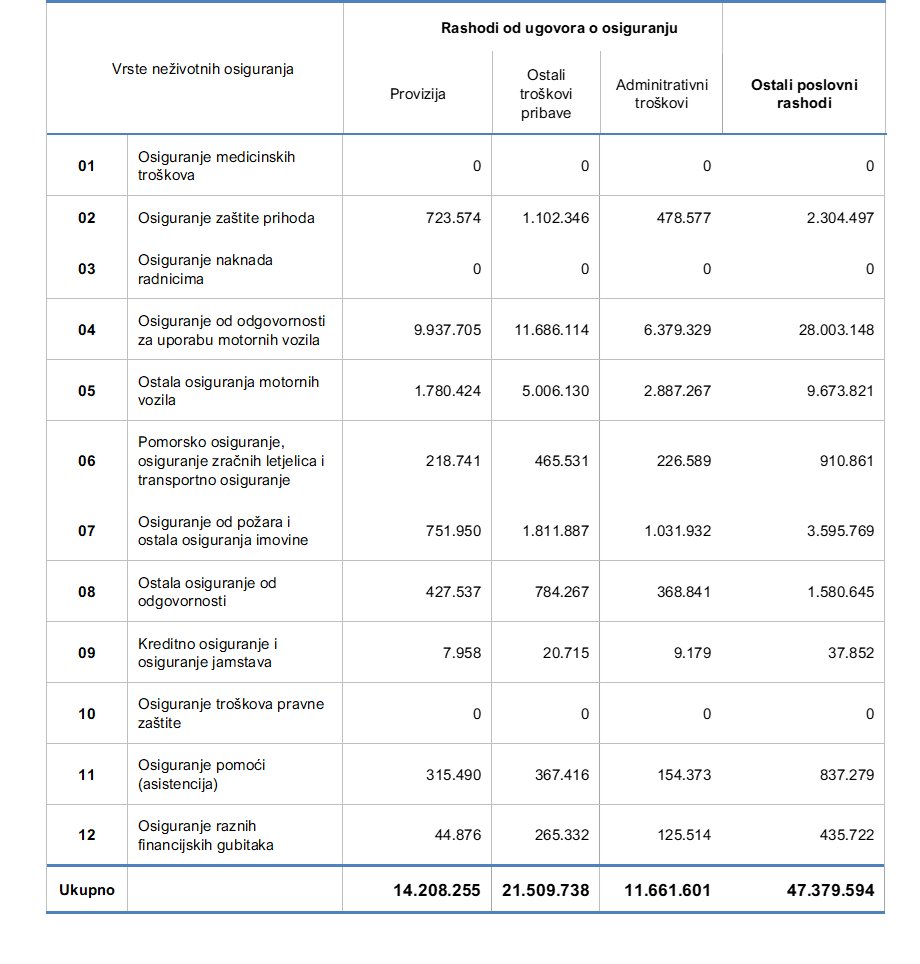 Rashodi od ugovora o osiguranju
Vrste neživotnih osiguranja
Provizija
Ostali
troškovi
pribave
Adminitrativni
troškovi
Ostali poslovni
rashodi
01 Osiguranje medicinskih
troškova 0 0 0 0
02 Osiguranje zaštite prihoda 723.574 1.102.346 478.577 2.304.497
03 Osiguranje naknada
radnicima 0 0 0 0
04 Osiguranje od odgovornosti
za uporabu motornih vozila 9.937.705 11.686.114 6.379.329 28.003.148
05 Ostala osiguranja motornih
vozila 1.780.424 5.006.130 2.887.267 9.673.821
06 Pomorsko osiguranje,
osiguranje zračnih letjelica i
transportno osiguranje 218.741 465.531 226.589 910.861
07 Osiguranje od požara i
ostala osiguranja imovine 751.950 1.811.887 1.031.932 3.595.769
08 Ostala osiguranje od
odgovornosti 427.537 784.267 368.841 1.580.645
09 Kreditno osiguranje i
osiguranje jamstava 7.958 20.715 9.179 37.852
10 Osiguranje troškova pravne
zaštite 0 0 0 0
11 Osiguranje pomoći
(asistencija) 315.490 367.416 154.373 837.279
12 Osiguranje raznih
financijskih gubitaka 44.876 265.332 125.514 435.722
Ukupno 14.208.255 21.509.738 11.661.601 47.379.594